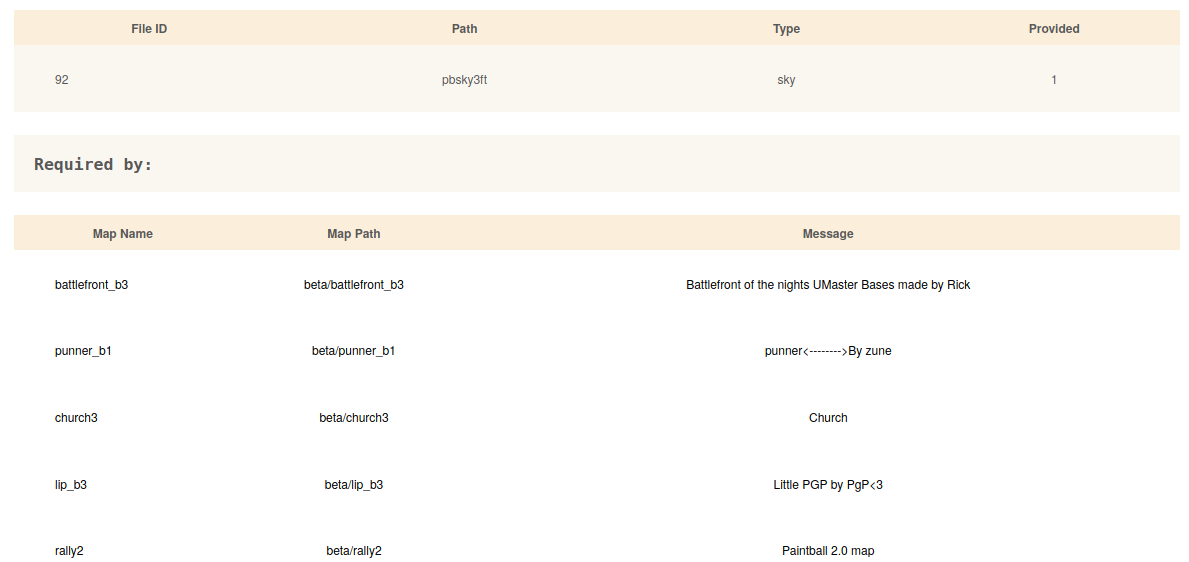 File ID Path Type Provided
92 pbsky3ft sky 1
Required by:
Map Name Map Path Message
battlefront_b3 beta/battlefront_b3 Battlefront of the nights UMaster Bases made by Rick
punner_b1 beta/punner_b1 punner<-------->By zune
church3 beta/church3 Church
lip_b3 beta/lip_b3 Little PGP by PgP<3
rally2 beta/rally2 Paintball 2.0 map